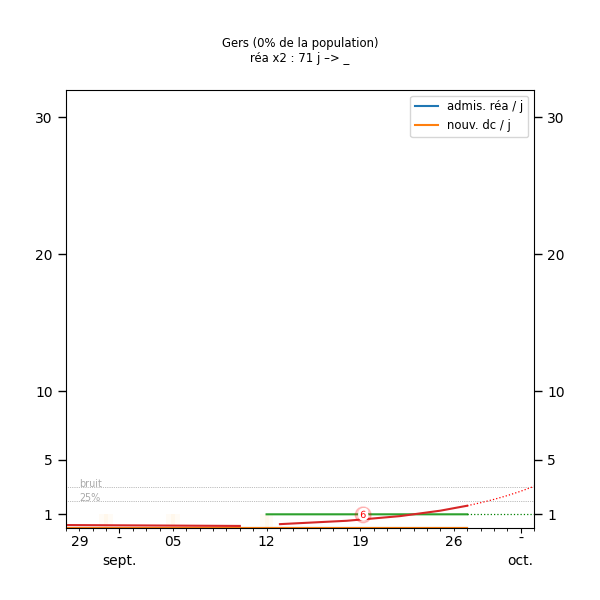 Gers (0% de la population)
réa x2 : 71 j –> _
admis. réa / j
nouv. dc / j
30 30
20 20
10 10
5 5
bruit
25%
1 6 1
29 - 05 12 19 26 -
sept. oct.